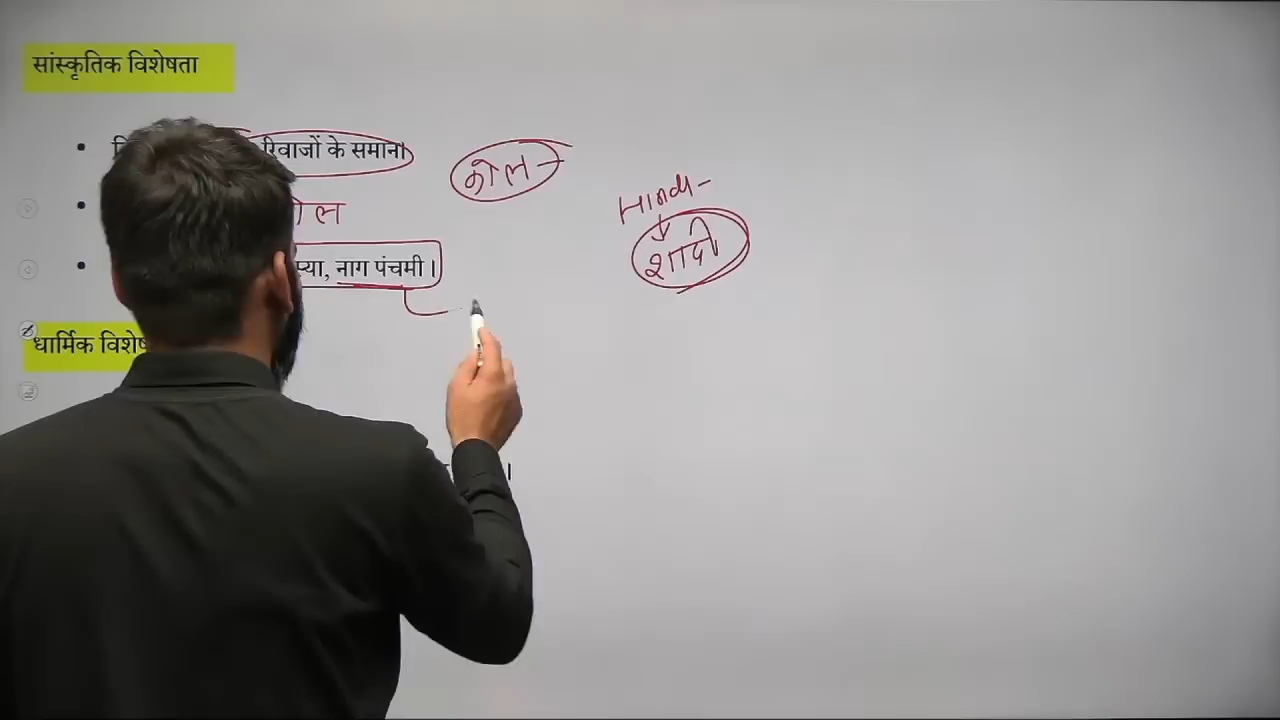 सांस्कृतिक विशेषता
रिवाजों के समान।
कोल -
Hindu -
शादी
नाग पंचमी ।
धार्मिक